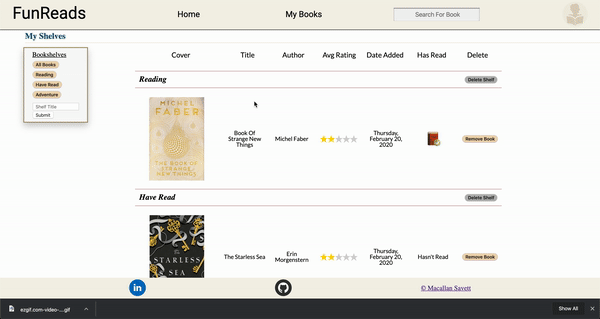 FunReads
Home
My Books
Search For Book
My Shelves
Bookshelves
All Books
Reading
Have Read
Adventure
Shelf Title
Submit
Cover
Title
Author
Avg Rating
Date Added
Has Read
Delete
Reading
Delete Shelf
MICHEL
FABER
THE BOOK OF
STRANGE NEW
THINGS
Book Of
Strange New
Things
Michel Faber
Thursday,
February 20,
2020
Remove Book
Have Read
Delete Shelf
The
STARLESS
SEA
The Starless Sea
Erin
Morgenstern
Thursday,
February 20,
2020
Hasn't Read
Remove Book
in
© Macallan Savett
ezgif.com-video-....gif
Show All